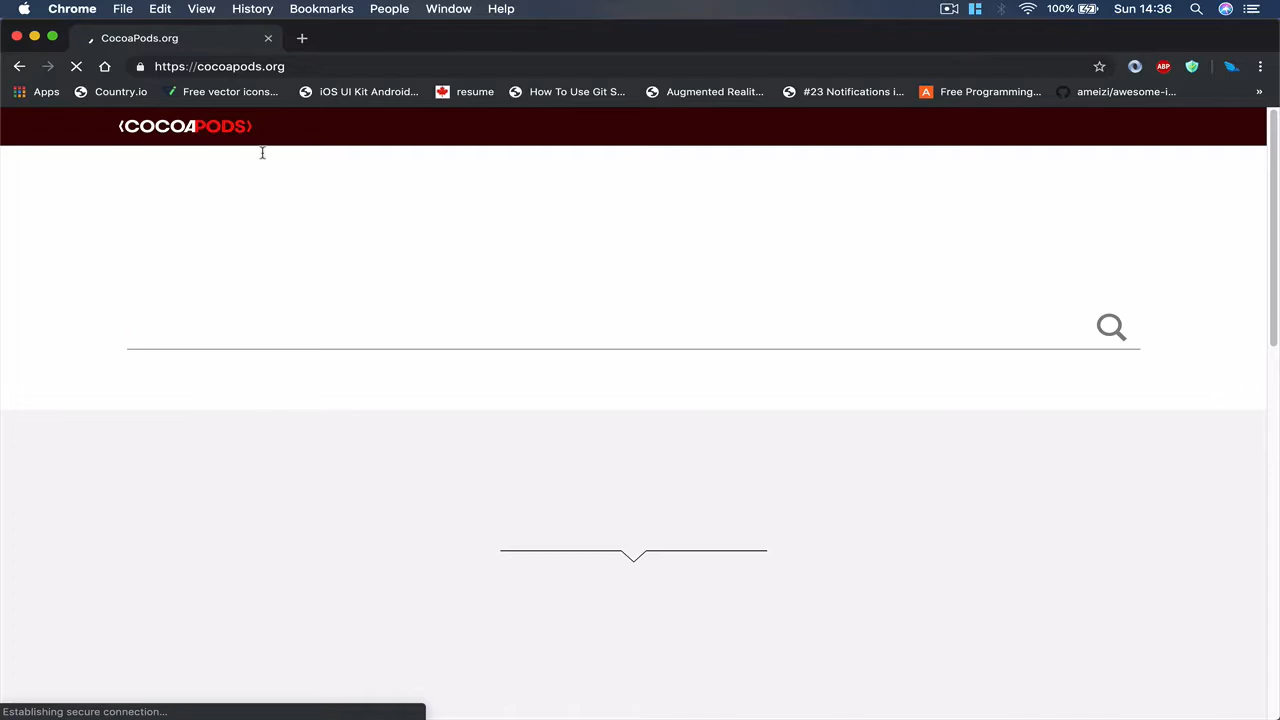 Chrome File Edit View History Bookmarks People Window Help 100% Sun 14:36
CocoaPods.org
https://cocoapods.org ABP
Apps Country.io Free vector icons... iOS UI Kit Android... resume How To Use Git S... Augmented Realit... #23 Notifications i... Free Programming... ameizi/awesome-i... »
COCOAPODS
Establishing secure connection...